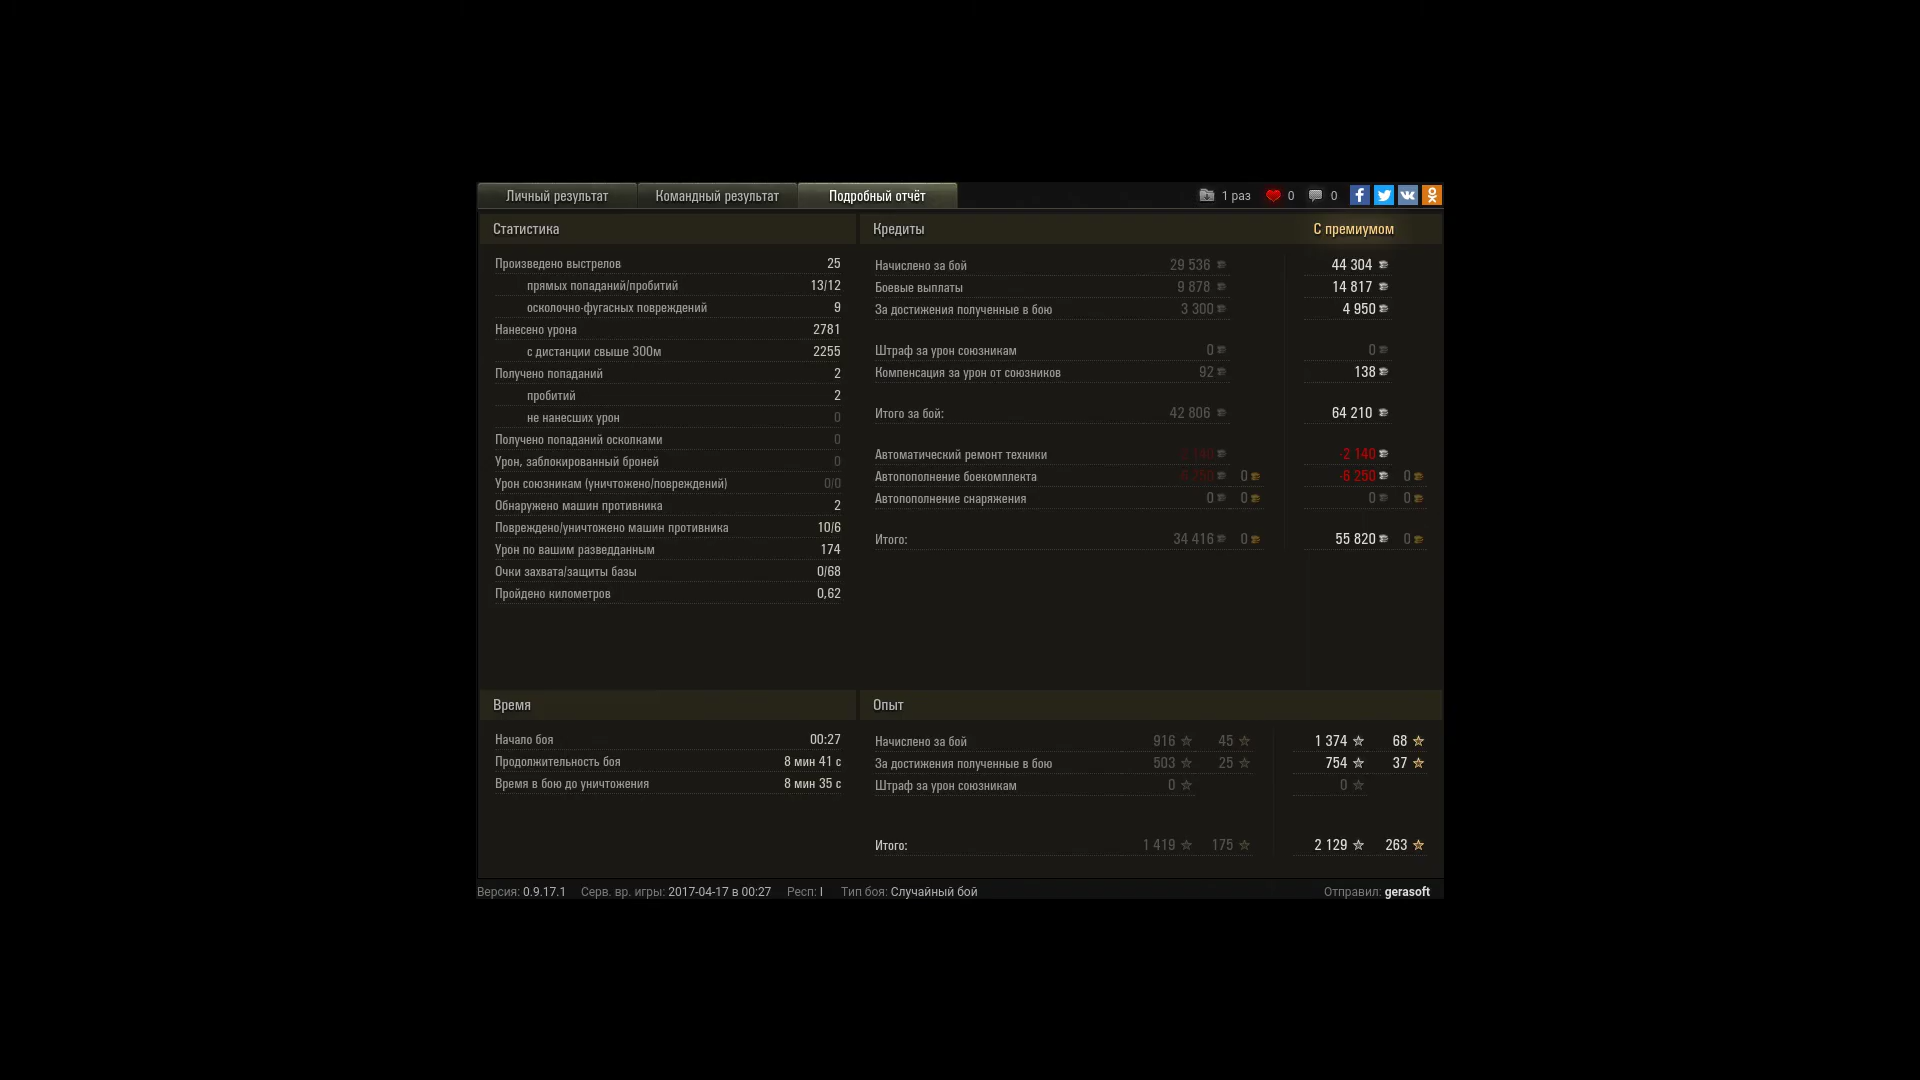 Личный результат Командный результат Подробный отчёт 1 раз 0 0
Статистика
Произведено выстрелов 25
прямых попаданий/пробитий 13/12
осколочно-фугасных повреждений 9
Нанесено урона 2781
с дистанции свыше 300м 2255
Получено попаданий 2
пробитий 2
не нанесших урон 0
Получено попаданий осколками 0
Урон, заблокированный броней 0
Урон союзникам (уничтожено/повреждений) 0/0
Обнаружено машин противника 2
Повреждено/уничтожено машин противника 10/6
Урон по вашим разведданным 174
Очки захвата/защиты базы 0/68
Пройдено километров 0,62
Кредиты С премиумом
Начислено за бой 29 536 44 304
Боевые выплаты 9 878 14 817
За достижения полученные в бою 3 300 4 950
Штраф за урон союзникам 0 0
Компенсация за урон от союзников 92 138
Итого за бой: 42 806 64 210
Автоматический ремонт техники -2 140 -2 140
Автопополнение боекомплекта -6 250 0 -6 250 0
Автопополнение снаряжения 0 0 0 0
Итого: 34 416 0 55 820 0
Время
Начало боя 00:27
Продолжительность боя 8 мин 41 с
Время в бою до уничтожения 8 мин 35 с
Опыт
Начислено за бой 916 45 1 374 68
За достижения полученные в бою 503 25 754 37
Штраф за урон союзникам 0 0
Итого: 1 419 175 2 129 263
Версия: 0.9.17.1 Серв. вр. игры: 2017-04-17 в 00:27 Респ: I Тип боя: Случайный бой Отправил: gerasoft